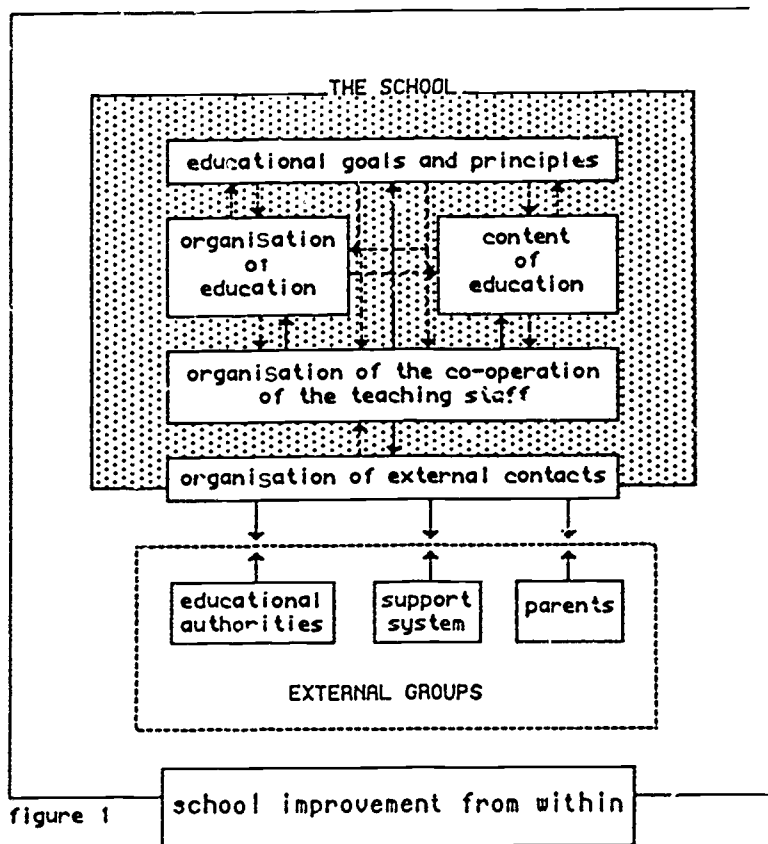 THE SCHOOL
educational goals and principles
organisation
of
education
content
of
education
organisation of the co-operation
of the teaching staff
organisation of external contacts
educational
authorities
support
system
parents
EXTERNAL GROUPS
figure 1
school improvement from within